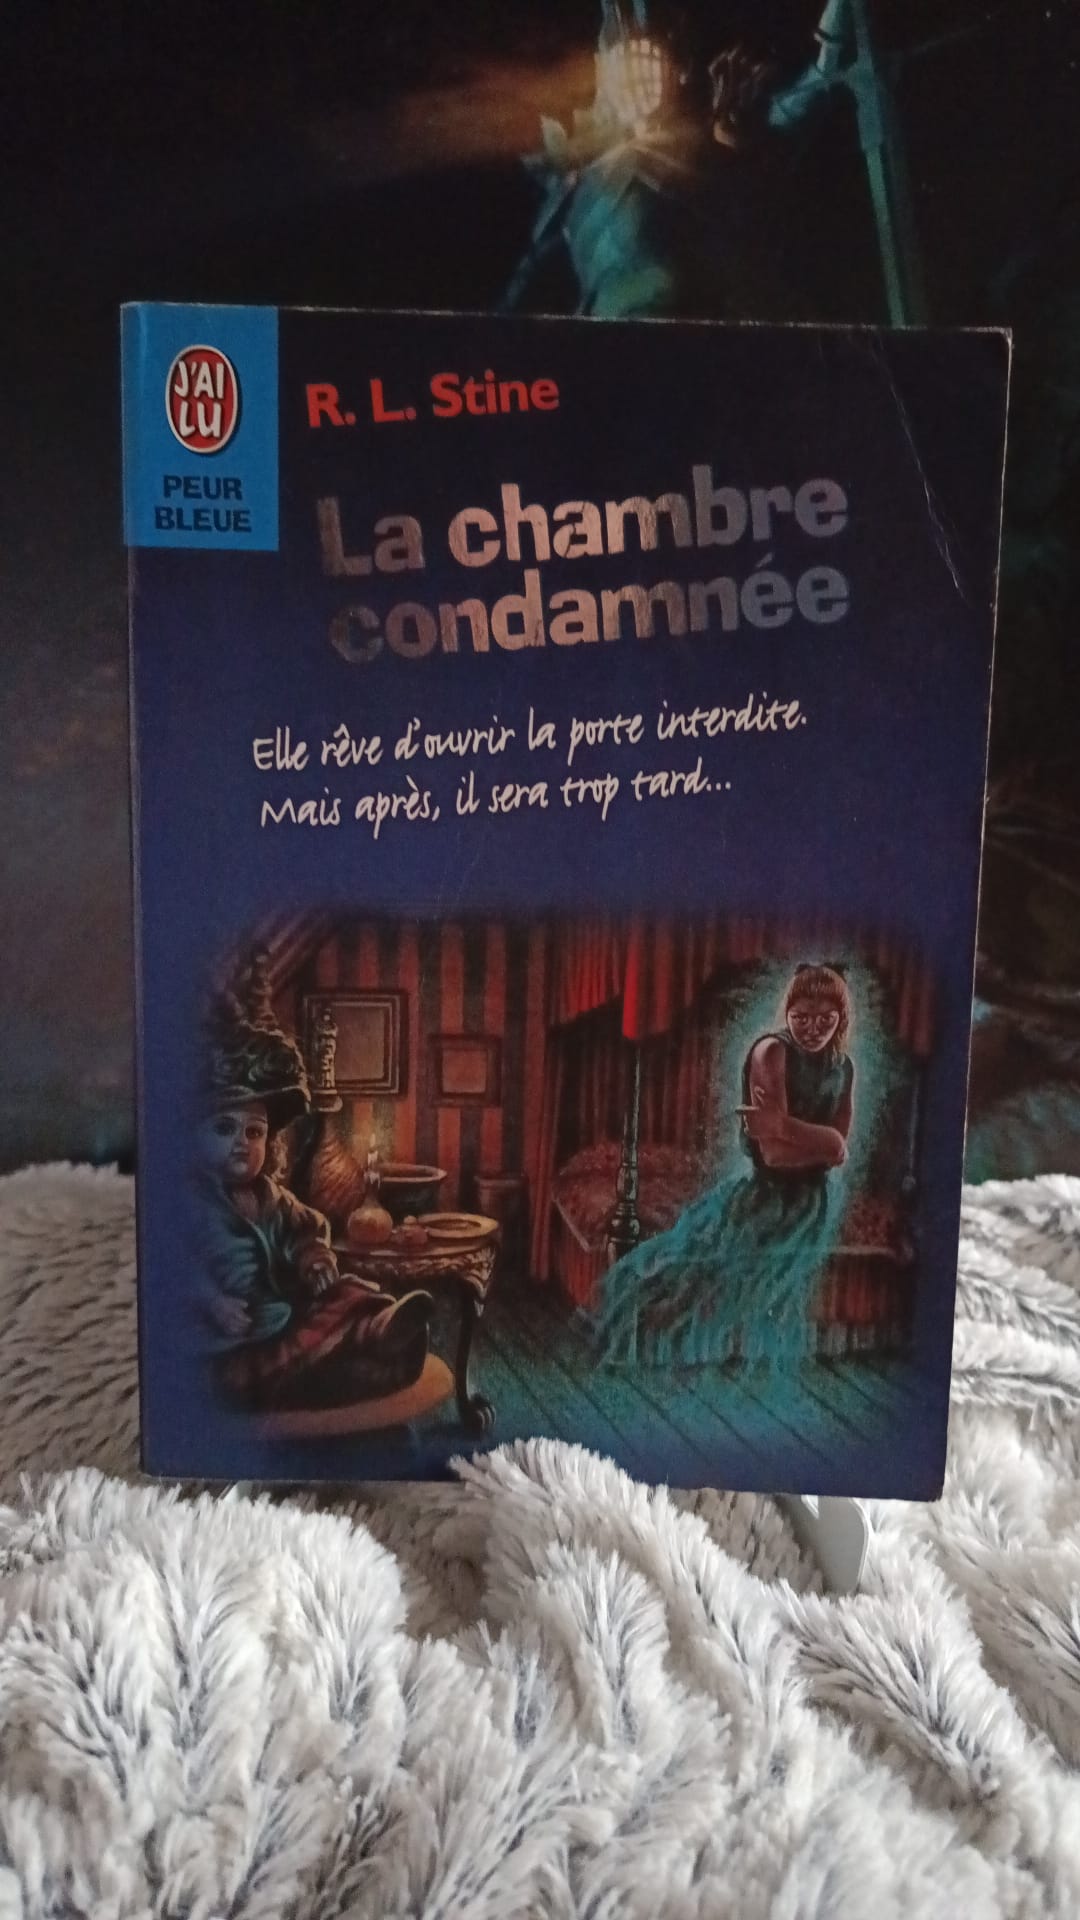 J'AI
LU
PEUR
BLEUE
R. L. Stine
La chambre
condamnée
Elle rêve d'ouvrir la porte interdite.
Mais après, il sera trop tard...